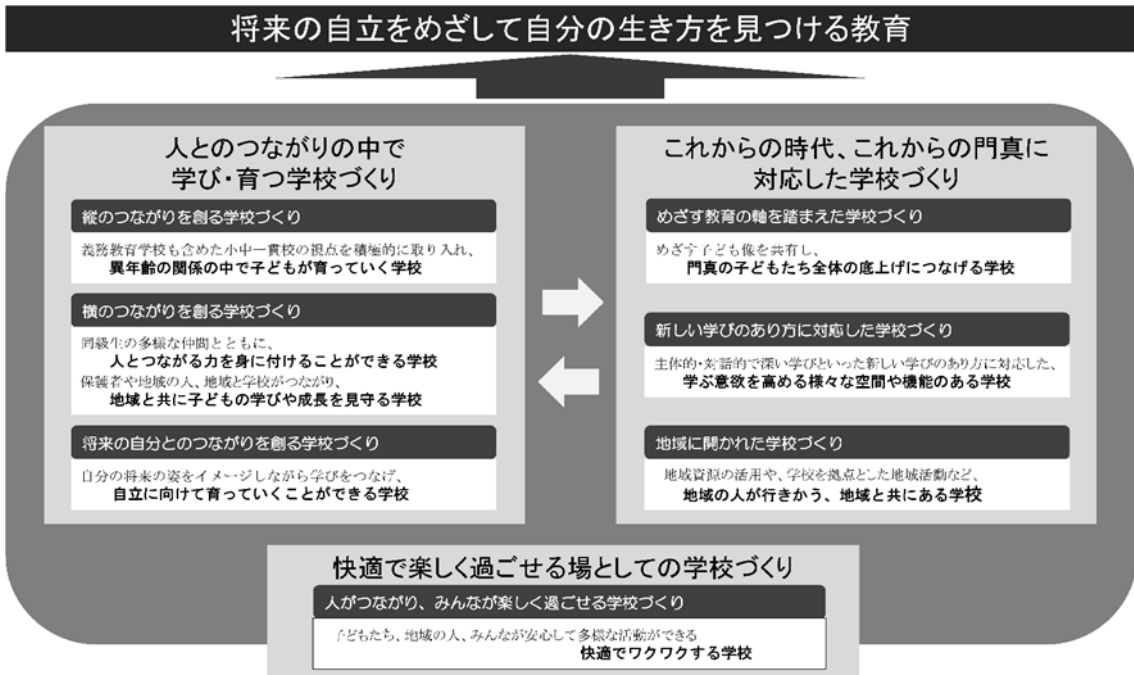 将来の自立をめざして自分の生き方を見つける教育
人とのつながりの中で
学び・育つ学校づくり
縦のつながりを創る学校づくり
義務教育学校も含めた小中一貫校の視点を積極的に取り入れ、
異年齢の関係の中で子どもが育っていく学校
横のつながりを創る学校づくり
同級生の多様な仲間とともに、
人とつながる力を身に付けることができる学校
保護者や地域の人、地域と学校がつながり、
地域と共に子どもの学びや成長を見守る学校
将来の自分とのつながりを創る学校づくり
自分の将来の姿をイメージしながら学びをつなげ、
自立に向けて育っていくことができる学校
これからの時代、これからの門真に
対応した学校づくり
めざす教育の軸を踏まえた学校づくり
めざす子ども像を共有し、
門真の子どもたち全体の底上げにつなげる学校
新しい学びのあり方に対応した学校づくり
主体的・対話的で深い学びといった新しい学びのあり方に対応した、
学ぶ意欲を高める様々な空間や機能のある学校
地域に開かれた学校づくり
地域資源の活用や、学校を拠点とした地域活動など、
地域の人が行きかう、地域と共にある学校
快適で楽しく過ごせる場としての学校づくり
人がつながり、みんなが楽しく過ごせる学校づくり
子どもたち、地域の人、みんなが安心して多様な活動ができる
快適でワクワクする学校